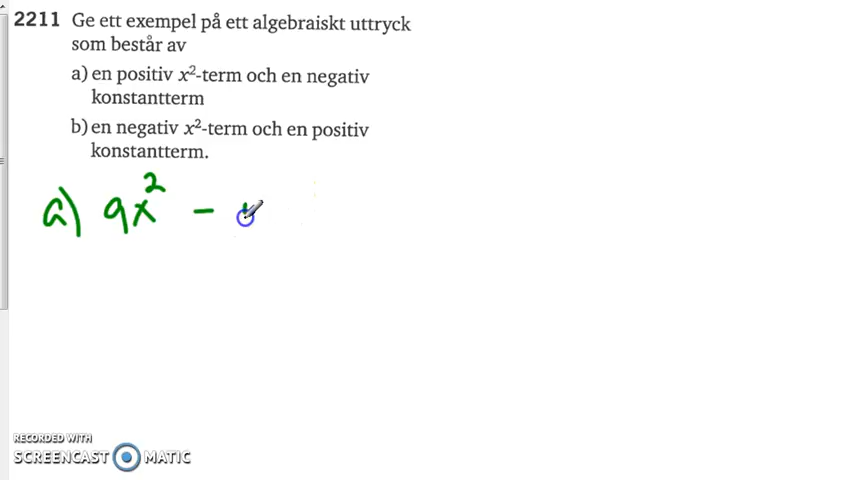 2211 Ge ett exempel på ett algebraiskt uttryck
som består av
a) en positiv x²-term och en negativ
konstantterm
b) en negativ x²-term och en positiv
konstantterm.
a) 9x² -
RECORDED WITH
SCREENCAST MATIC